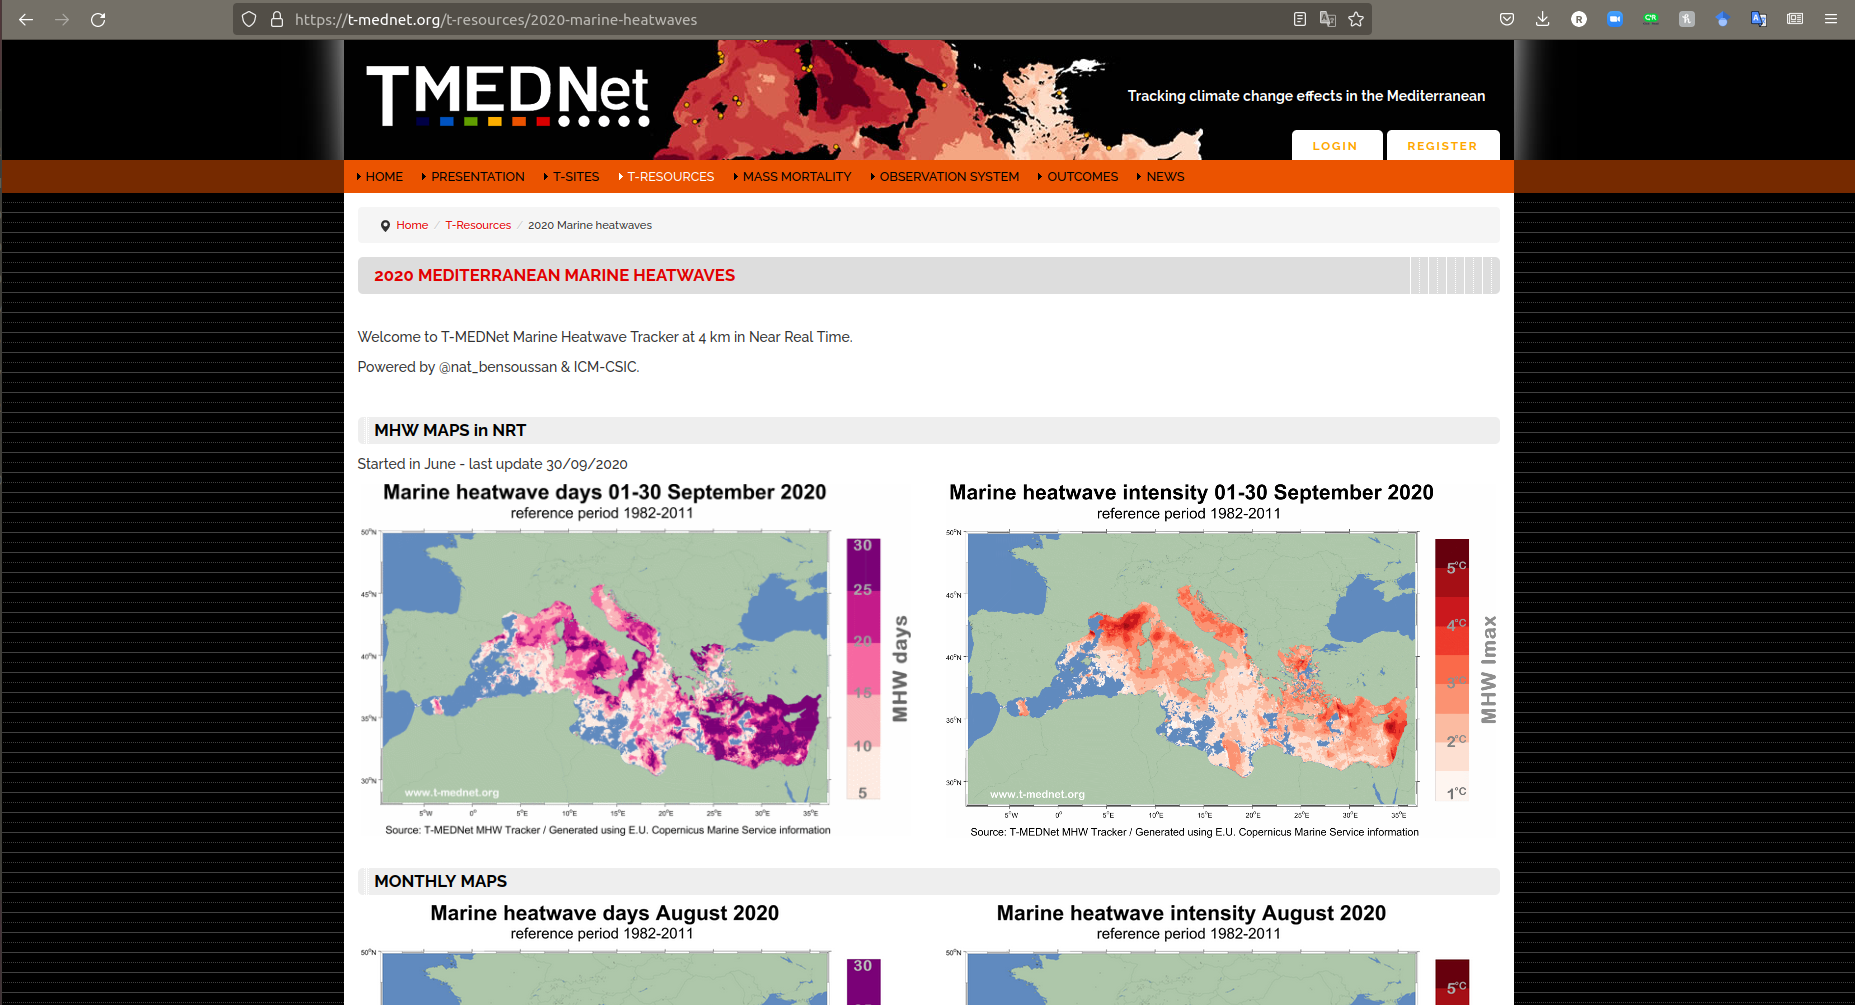 https://t-mednet.org/t-resources/2020-marine-heatwaves
TMEDNet
Tracking climate change effects in the Mediterranean
LOGIN
REGISTER
HOME
PRESENTATION
T-SITES
T-RESOURCES
MASS MORTALITY
OBSERVATION SYSTEM
OUTCOMES
NEWS
Home / T-Resources / 2020 Marine heatwaves
2020 MEDITERRANEAN MARINE HEATWAVES
Welcome to T-MEDNet Marine Heatwave Tracker at 4 km in Near Real Time.
Powered by @nat_bensoussan & ICM-CSIC.
MHW MAPS in NRT
Started in June - last update 30/09/2020
Marine heatwave days 01-30 September 2020
reference period 1982-2011
50°N
45°N
40°N
35°N
30°N
5°W
0°
5°E
10°E
15°E
20°E
25°E
30°E
35°E
30
25
20
15
10
5
MHW days
www.t-mednet.org
Source: T-MEDNet MHW Tracker / Generated using E.U. Copernicus Marine Service information
Marine heatwave intensity 01-30 September 2020
reference period 1982-2011
50°N
45°N
40°N
35°N
30°N
5°W
0°
5°E
10°E
15°E
20°E
25°E
30°E
35°E
5°C
4°C
3°C
2°C
1°C
MHW Imax
www.t-mednet.org
Source: T-MEDNet MHW Tracker / Generated using E.U. Copernicus Marine Service information
MONTHLY MAPS
Marine heatwave days August 2020
reference period 1982-2011
50°N
30
Marine heatwave intensity August 2020
reference period 1982-2011
50°N
5°C